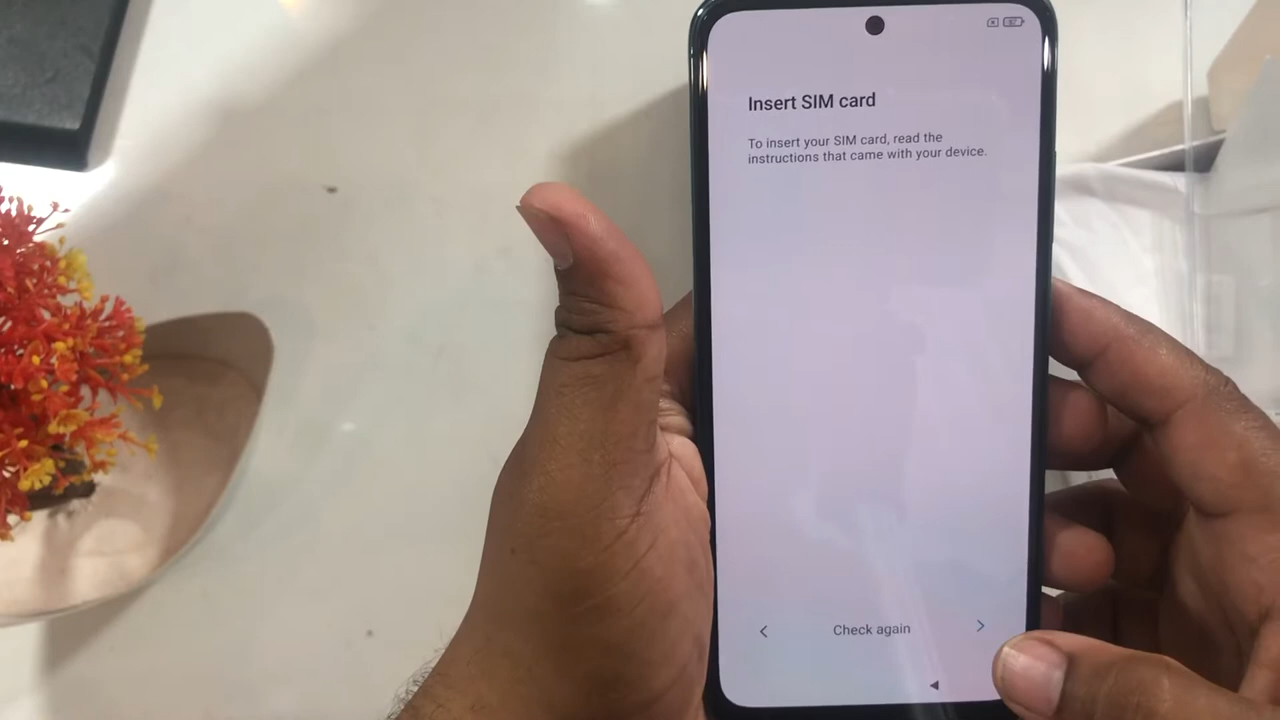 Insert SIM card
To insert your SIM card, read the
instructions that came with your device.
Check again